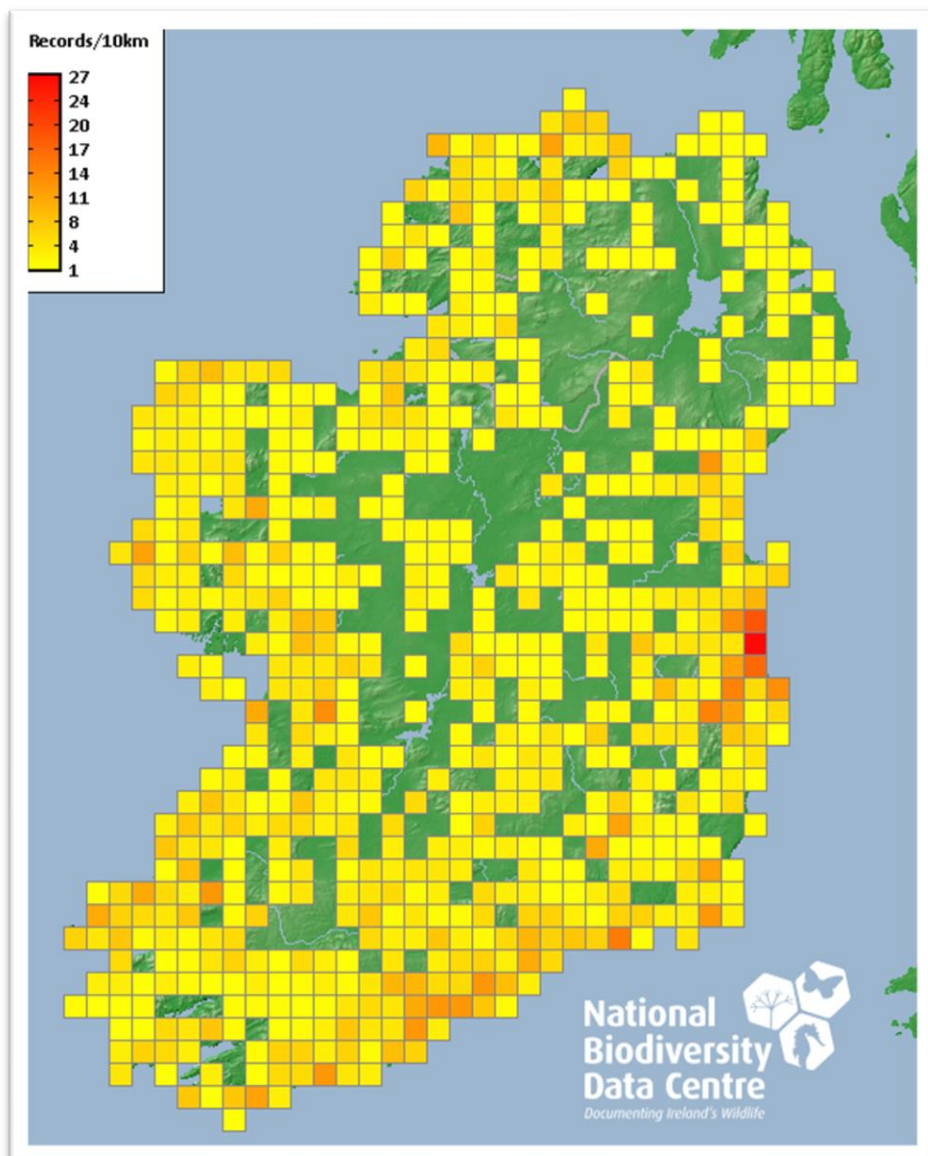 Records/10km
27
24
20
17
14
11
8
4
1
National
Biodiversity
Data Centre
Documenting Ireland's Wildlife